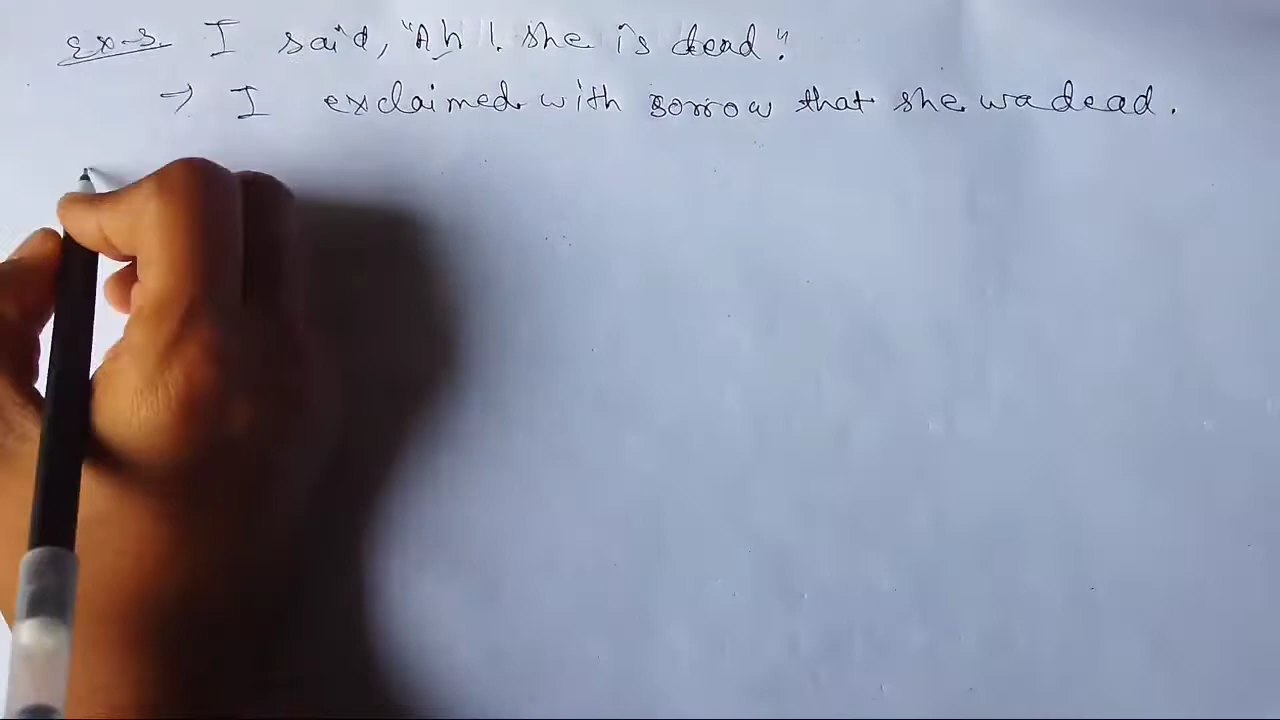 Ex-3. I said, "Ah ! she is dead".
→ I exclaimed with sorrow that she wa dead.